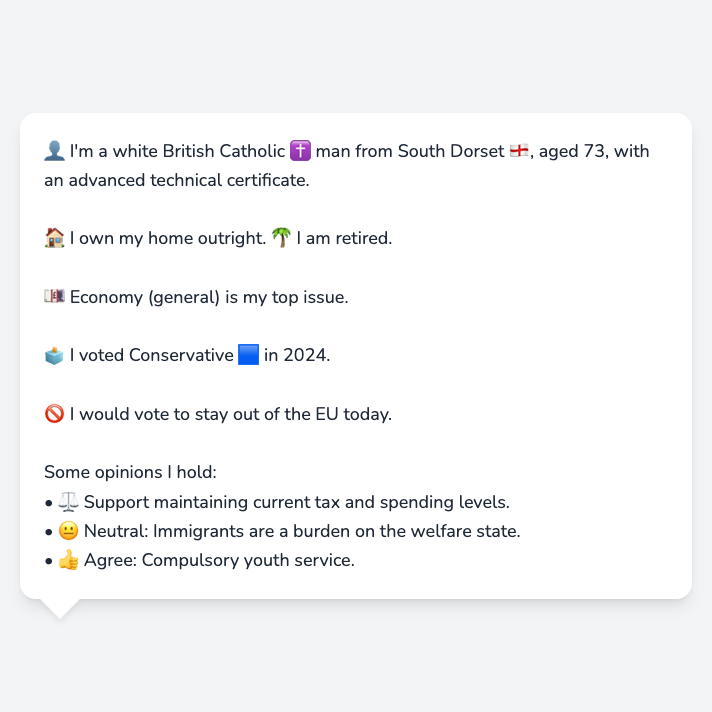 👤 I'm a white British Catholic ✝️ man from South Dorset 🏴󠁧󠁢󠁥󠁮󠁧󠁿, aged 73, with
an advanced technical certificate.
🏠 I own my home outright. 🌴 I am retired.
💷 Economy (general) is my top issue.
🗳️ I voted Conservative 🟦 in 2024.
🚫 I would vote to stay out of the EU today.
Some opinions I hold:
• ⚖️ Support maintaining current tax and spending levels.
• 😐 Neutral: Immigrants are a burden on the welfare state.
• 👍 Agree: Compulsory youth service.